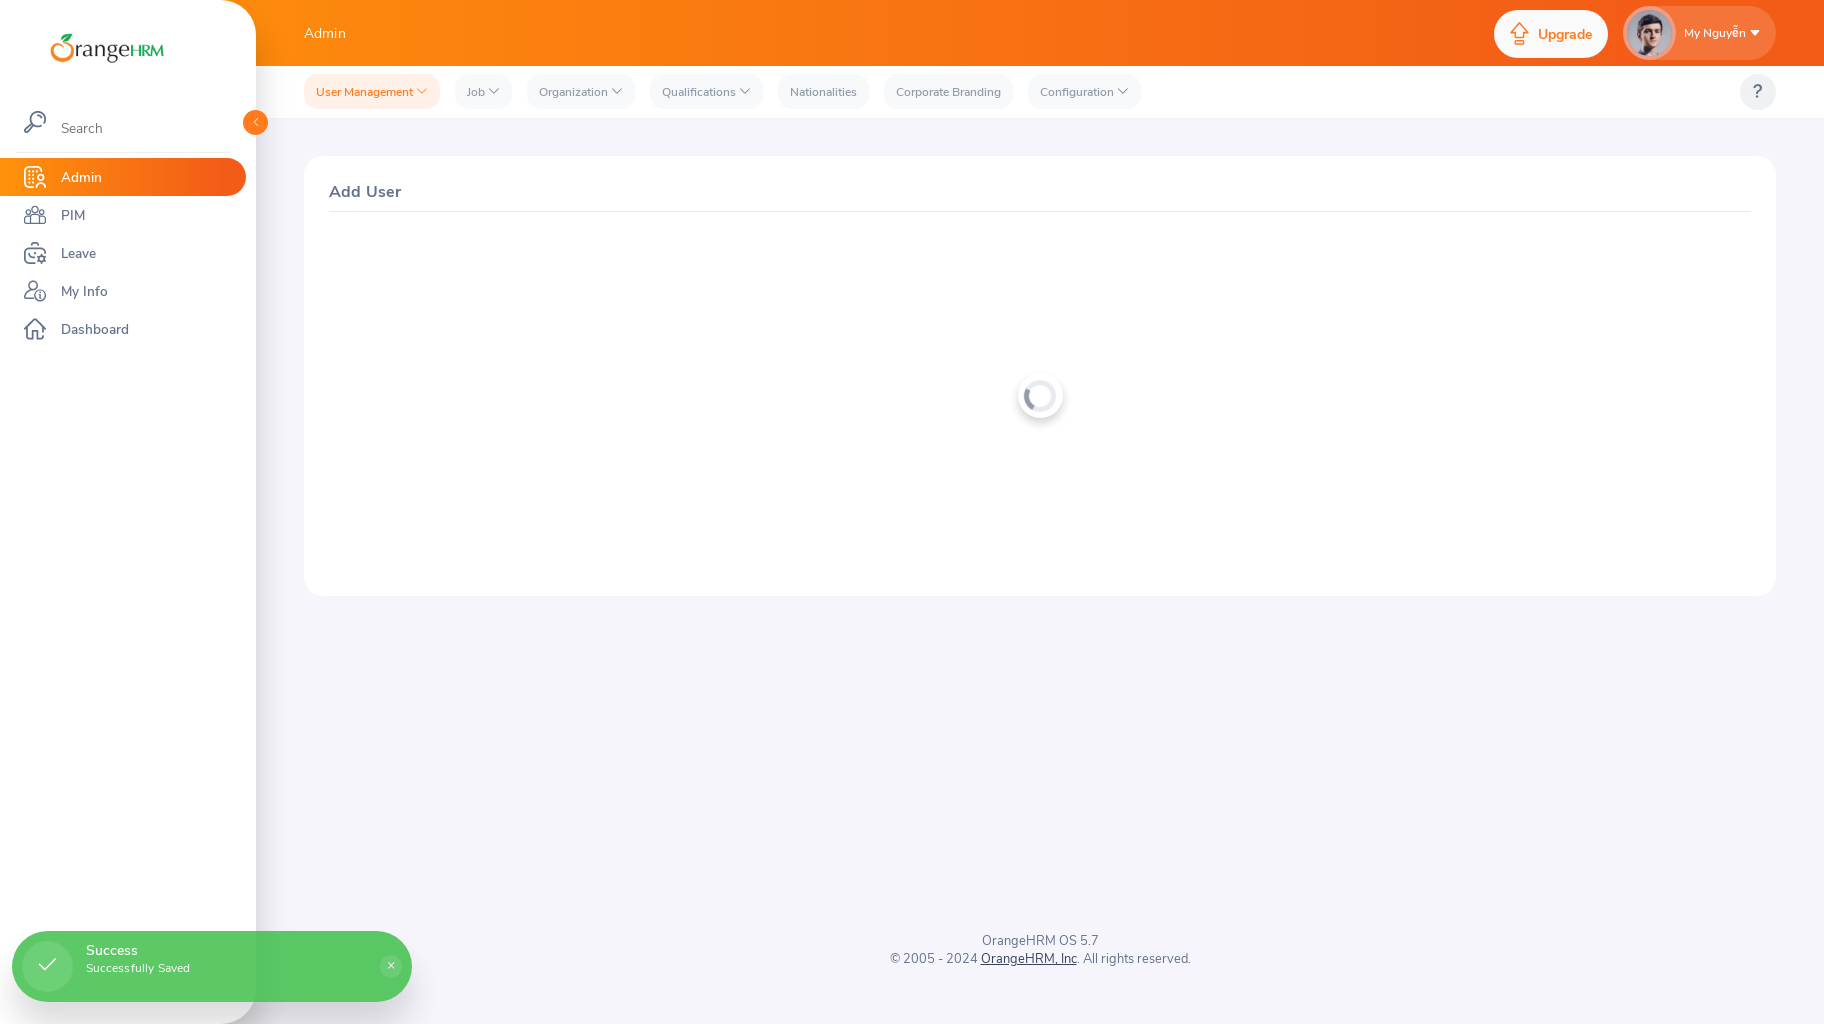 OrangeHRM
Admin
Upgrade
My Nguyễn
User Management
Job
Organization
Qualifications
Nationalities
Corporate Branding
Configuration
?
Search
Admin
PIM
Leave
My Info
Dashboard
Add User
OrangeHRM OS 5.7
© 2005 - 2024 OrangeHRM, Inc. All rights reserved.
Success
Successfully Saved